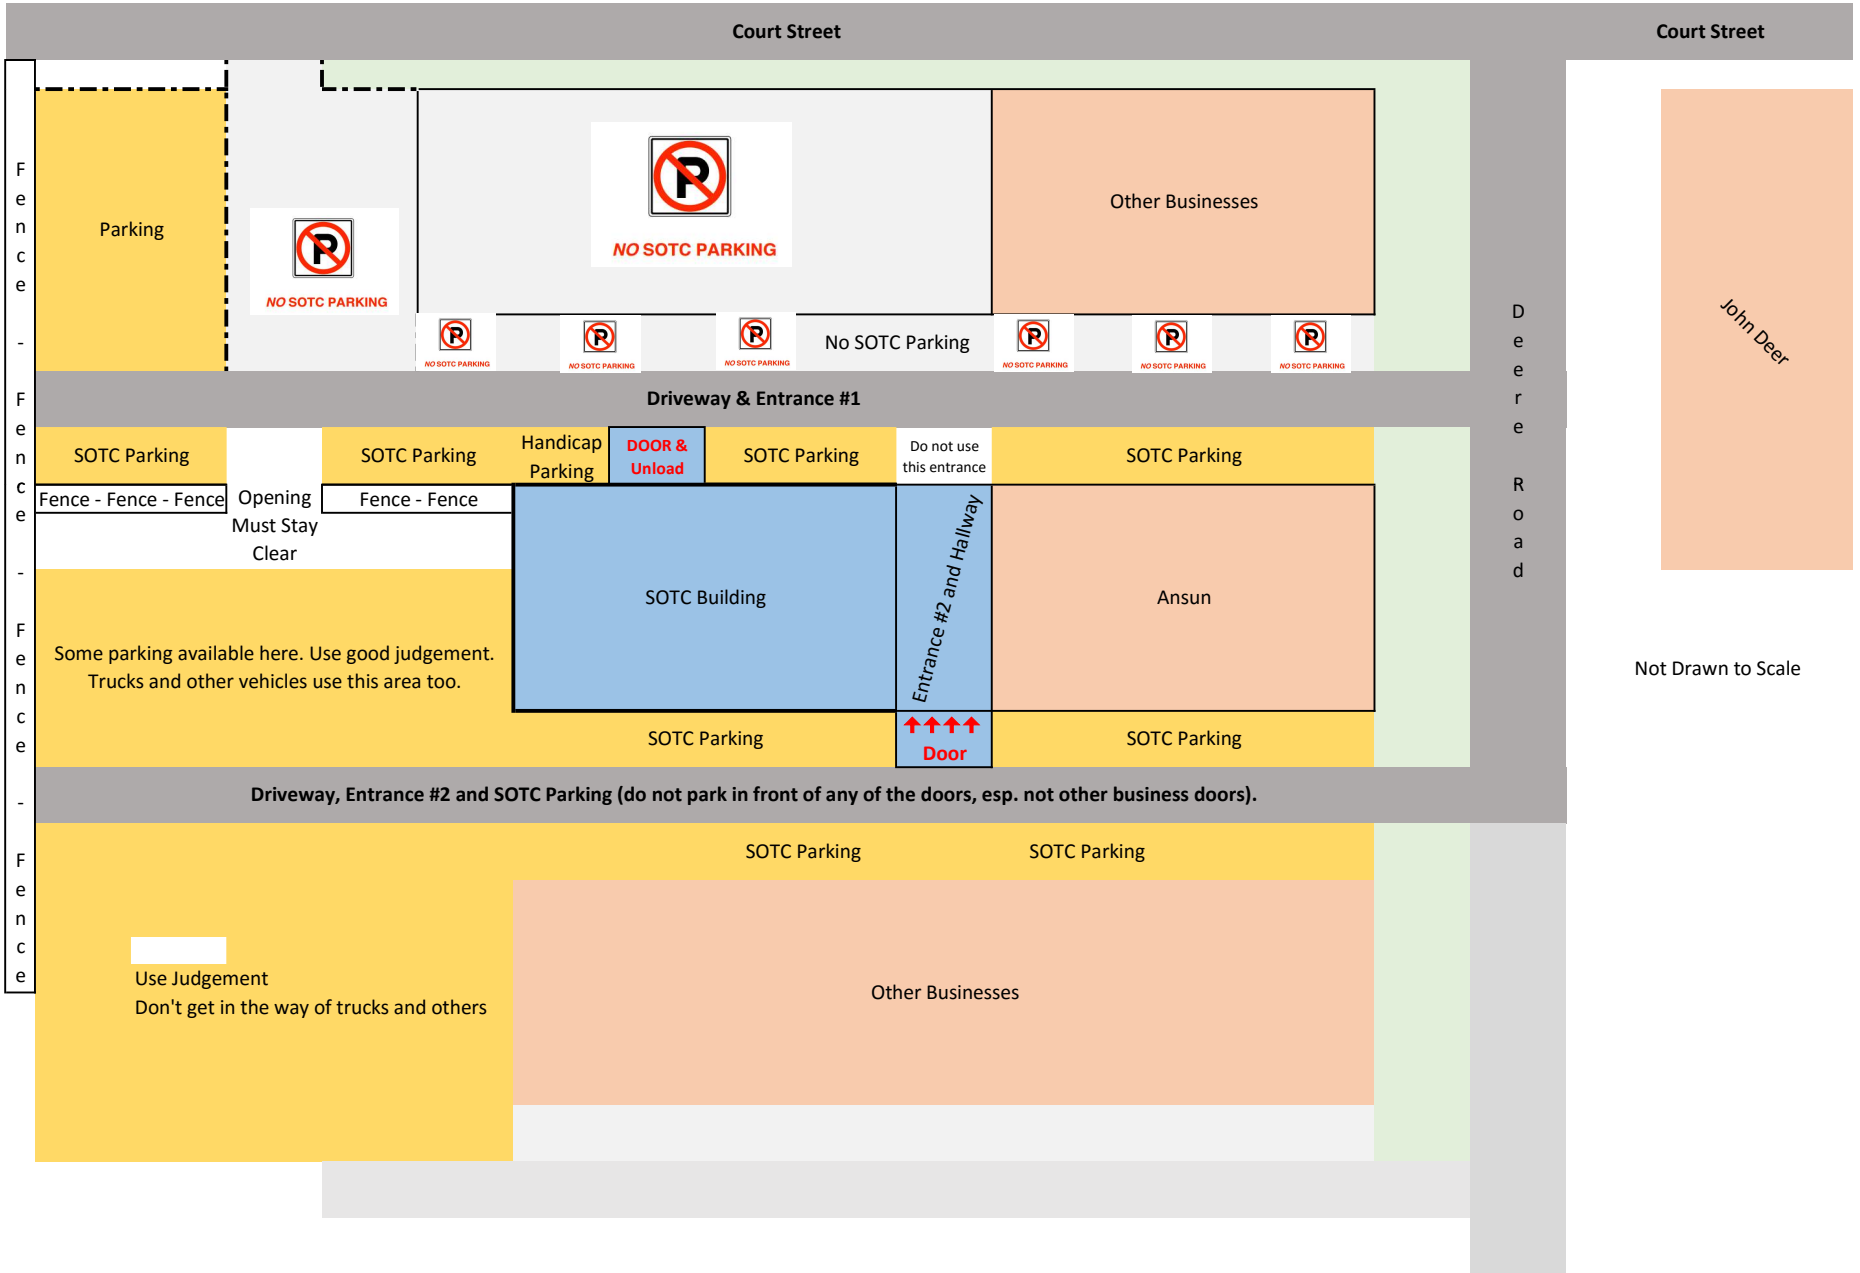 Court Street
Court Street
Fence - Fence - Fence - Fence
Parking
NO SOTC PARKING
NO SOTC PARKING
Other Businesses
John Deer
NO SOTC PARKING
NO SOTC PARKING
NO SOTC PARKING
No SOTC Parking
NO SOTC PARKING
NO SOTC PARKING
NO SOTC PARKING
Deere Road
Driveway & Entrance #1
SOTC Parking
SOTC Parking
Handicap
Parking
DOOR &
Unload
SOTC Parking
Do not use
this entrance
SOTC Parking
Fence - Fence - Fence
Opening
Must Stay
Clear
Fence - Fence
SOTC Building
Entrance #2 and Hallway
Ansun
Some parking available here. Use good judgement.
Trucks and other vehicles use this area too.
Not Drawn to Scale
SOTC Parking
Door
SOTC Parking
Driveway, Entrance #2 and SOTC Parking (do not park in front of any of the doors, esp. not other business doors).
SOTC Parking
SOTC Parking
Use Judgement
Don't get in the way of trucks and others
Other Businesses